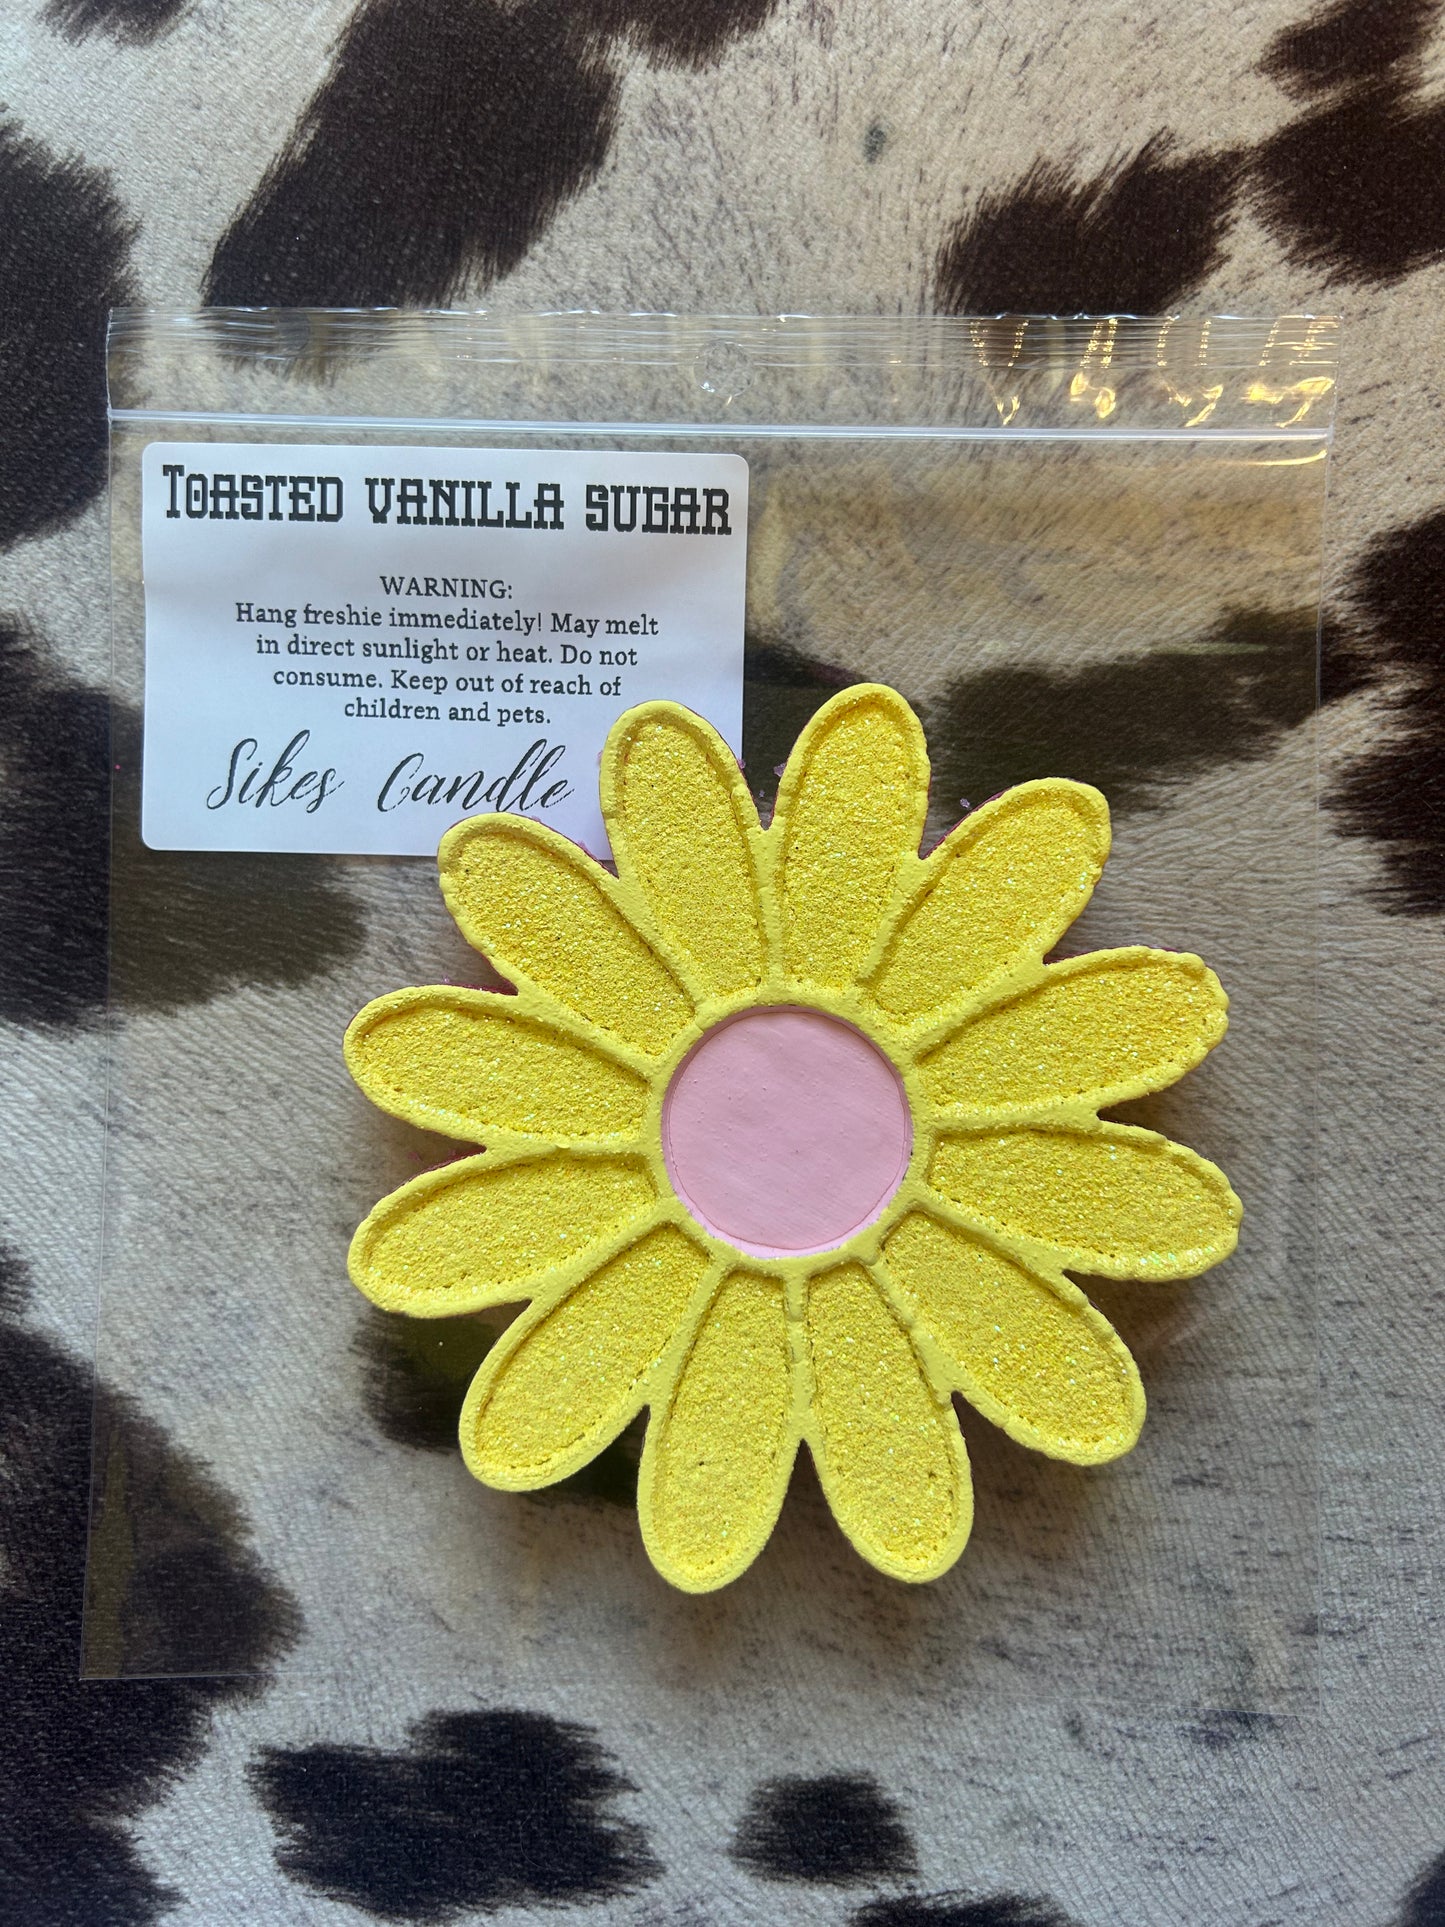 Toasted vanilla sugar
WARNING:
Hang freshie immediately! May melt
in direct sunlight or heat. Do not
consume. Keep out of reach of
children and pets.
Sikes Candle